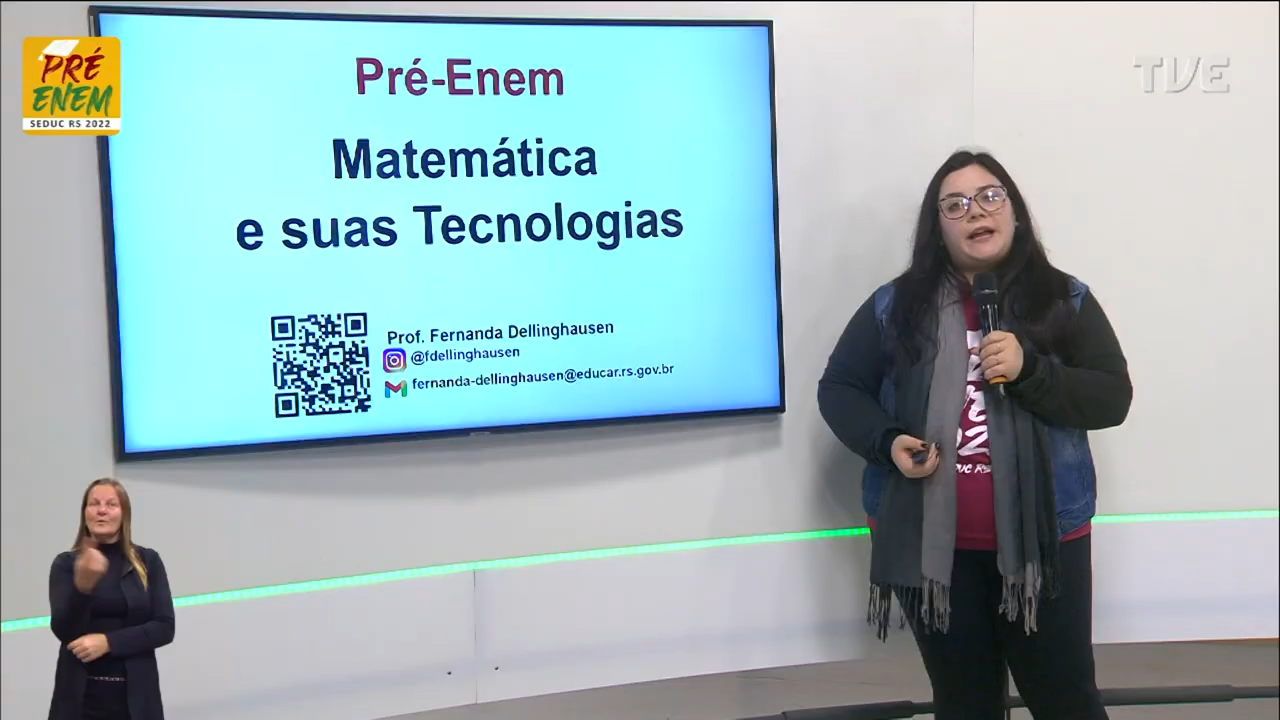 PRÉ
ENEM
SEDUC RS 2022
Pré-Enem
Matemática
e suas Tecnologias
Prof. Fernanda Dellinghausen
@fdellinghausen
fernanda-dellinghausen@educar.rs.gov.br
TVE